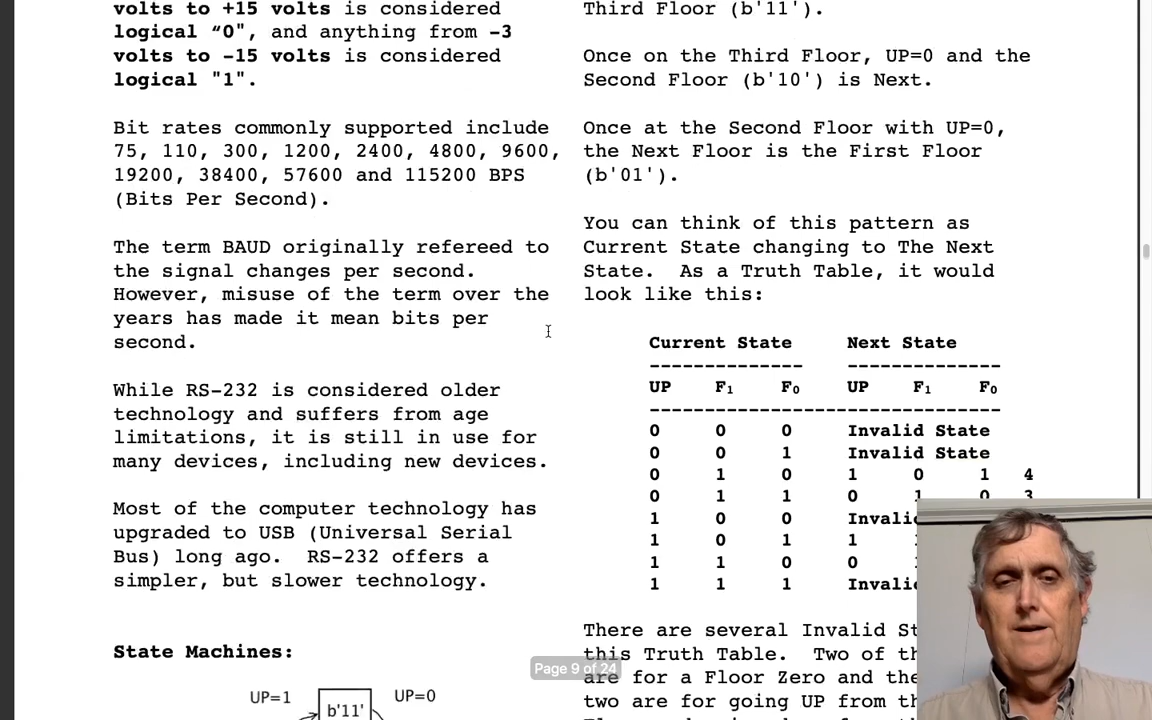 volts to +15 volts is considered
logical “0", and anything from -3
volts to -15 volts is considered
logical "1".
Bit rates commonly supported include
75, 110, 300, 1200, 2400, 4800, 9600,
19200, 38400, 57600 and 115200 BPS
(Bits Per Second).
The term BAUD originally refereed to
the signal changes per second.
However, misuse of the term over the
years has made it mean bits per
second.
While RS-232 is considered older
technology and suffers from age
limitations, it is still in use for
many devices, including new devices.
Most of the computer technology has
upgraded to USB (Universal Serial
Bus) long ago.  RS-232 offers a
simpler, but slower technology.
State Machines:
UP=1 UP=0
b'11'
Third Floor (b'11').
Once on the Third Floor, UP=0 and the
Second Floor (b'10') is Next.
Once at the Second Floor with UP=0,
the Next Floor is the First Floor
(b'01').
You can think of this pattern as
Current State changing to The Next
State.  As a Truth Table, it would
look like this:
Current State Next State
-------------- --------------
UP F₁ F₀ UP F₁ F₀
--------------------------------
0 0 0 Invalid State
0 0 1 Invalid State
0 1 0 1 0 1 4
0 1 1 0 1 0 3
1 0 0
1 0 1 1
1 1 0 0
1 1 1
There are several Invalid
this Truth Table.  Two of
are for a Floor Zero and
two are for going UP from
Page 9 of 24